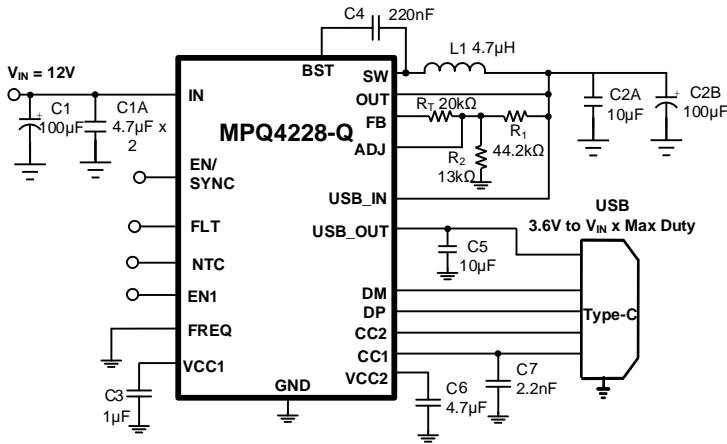 C4
220nF
L1 4.7µH
VIN = 12V
BST
SW
IN
OUT
C1
100µF
C1A
4.7µF x
2
MPQ4228-Q
FB
RT 20kΩ
R1
44.2kΩ
C2A
10µF
C2B
100µF
ADJ
R2
13kΩ
EN/
SYNC
USB_IN
USB
3.6V to VIN x Max Duty
FLT
USB_OUT
C5
10µF
NTC
EN1
DM
DP
Type-C
FREQ
CC2
CC1
VCC1
VCC2
C7
2.2nF
GND
C3
1µF
C6
4.7µF